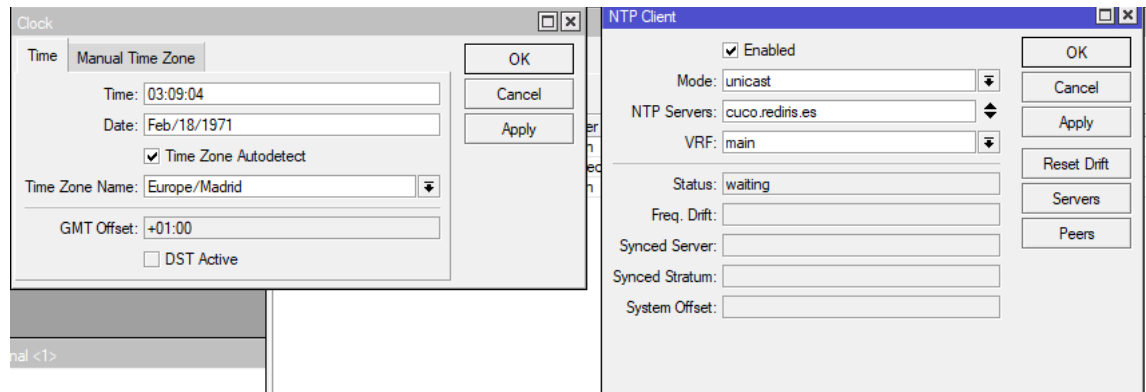 Clock
Time Manual Time Zone
Time: 03:09:04
Date: Feb/18/1971
Time Zone Autodetect
Time Zone Name: Europe/Madrid
GMT Offset: +01:00
DST Active
OK
Cancel
Apply
NTP Client
Enabled
Mode: unicast
NTP Servers: cuco.rediris.es
VRF: main
Status: waiting
Freq. Drift:
Synced Server:
Synced Stratum:
System Offset:
OK
Cancel
Apply
Reset Drift
Servers
Peers
nal <1>